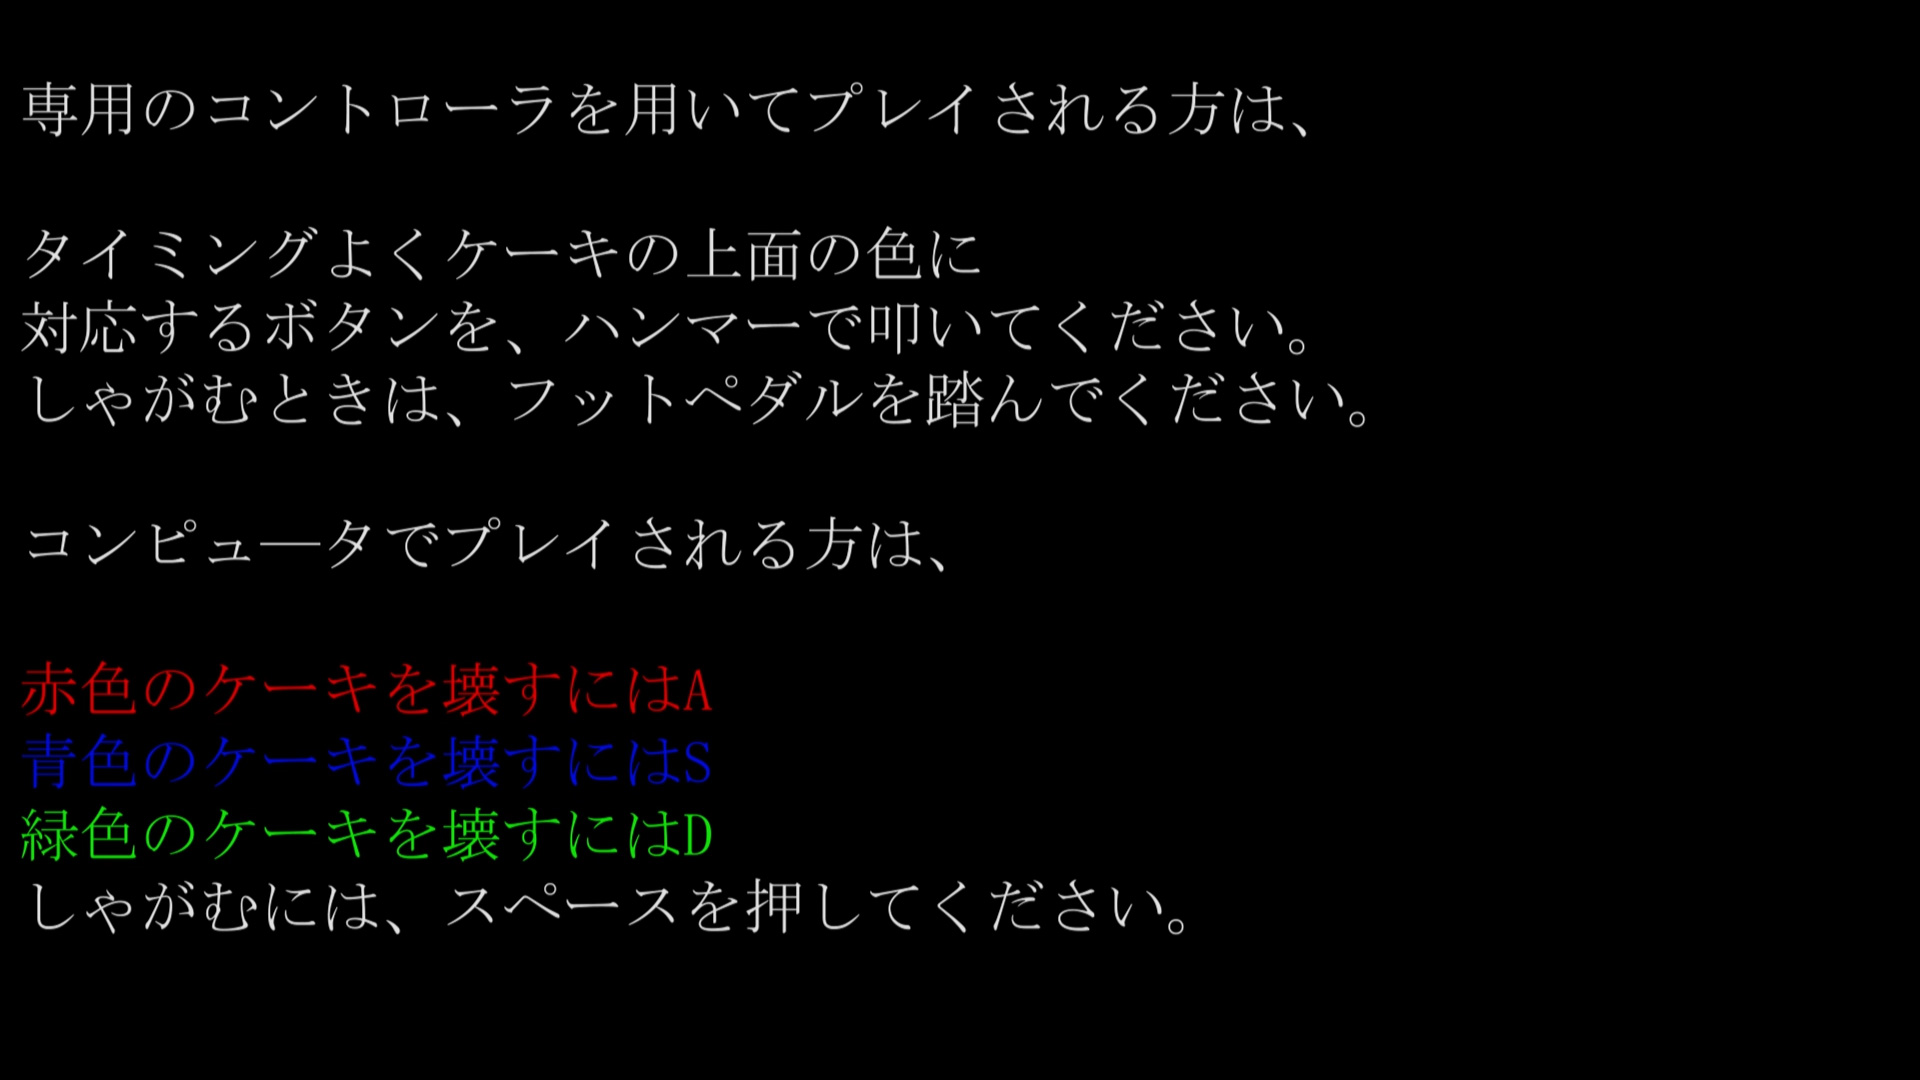 専用のコントローラを用いてプレイされる方は、
タイミングよくケーキの上面の色に
対応するボタンを、ハンマーで叩いてください。
しゃがむときは、フットペダルを踏んでください。
コンピュ―タでプレイされる方は、
赤色のケーキを壊すにはA
青色のケーキを壊すにはS
緑色のケーキを壊すにはD
しゃがむには、スペースを押してください。